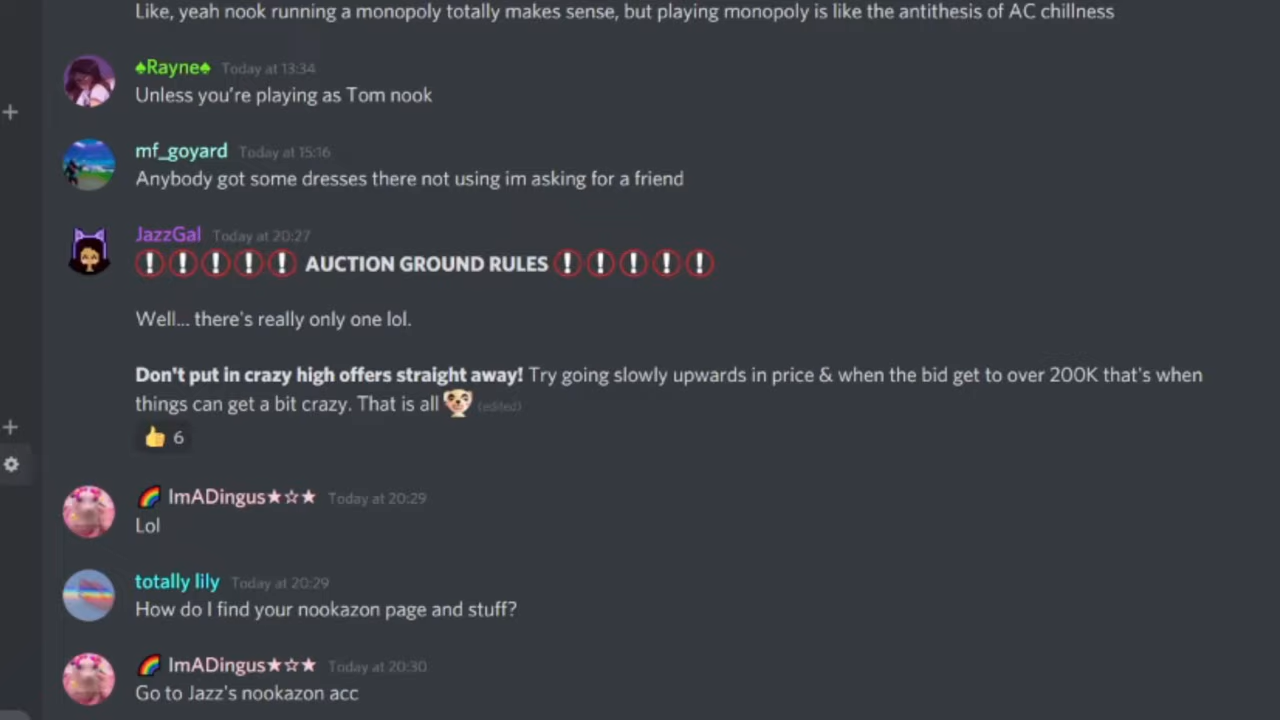 Like, yeah nook running a monopoly totally makes sense, but playing monopoly is like the antithesis of AC chillness
♠Rayne♠ Today at 13:34
Unless you're playing as Tom nook
mf_goyard Today at 15:16
Anybody got some dresses there not using im asking for a friend
JazzGal Today at 20:27
❗❗❗❗❗ AUCTION GROUND RULES ❗❗❗❗❗
Well... there's really only one lol.
Don't put in crazy high offers straight away! Try going slowly upwards in price & when the bid get to over 200K that's when
things can get a bit crazy. That is all (edited)
👍 6
🌈 ImADingus★☆★ Today at 20:29
Lol
totally lily Today at 20:29
How do I find your nookazon page and stuff?
🌈 ImADingus★☆★ Today at 20:30
Go to Jazz's nookazon acc